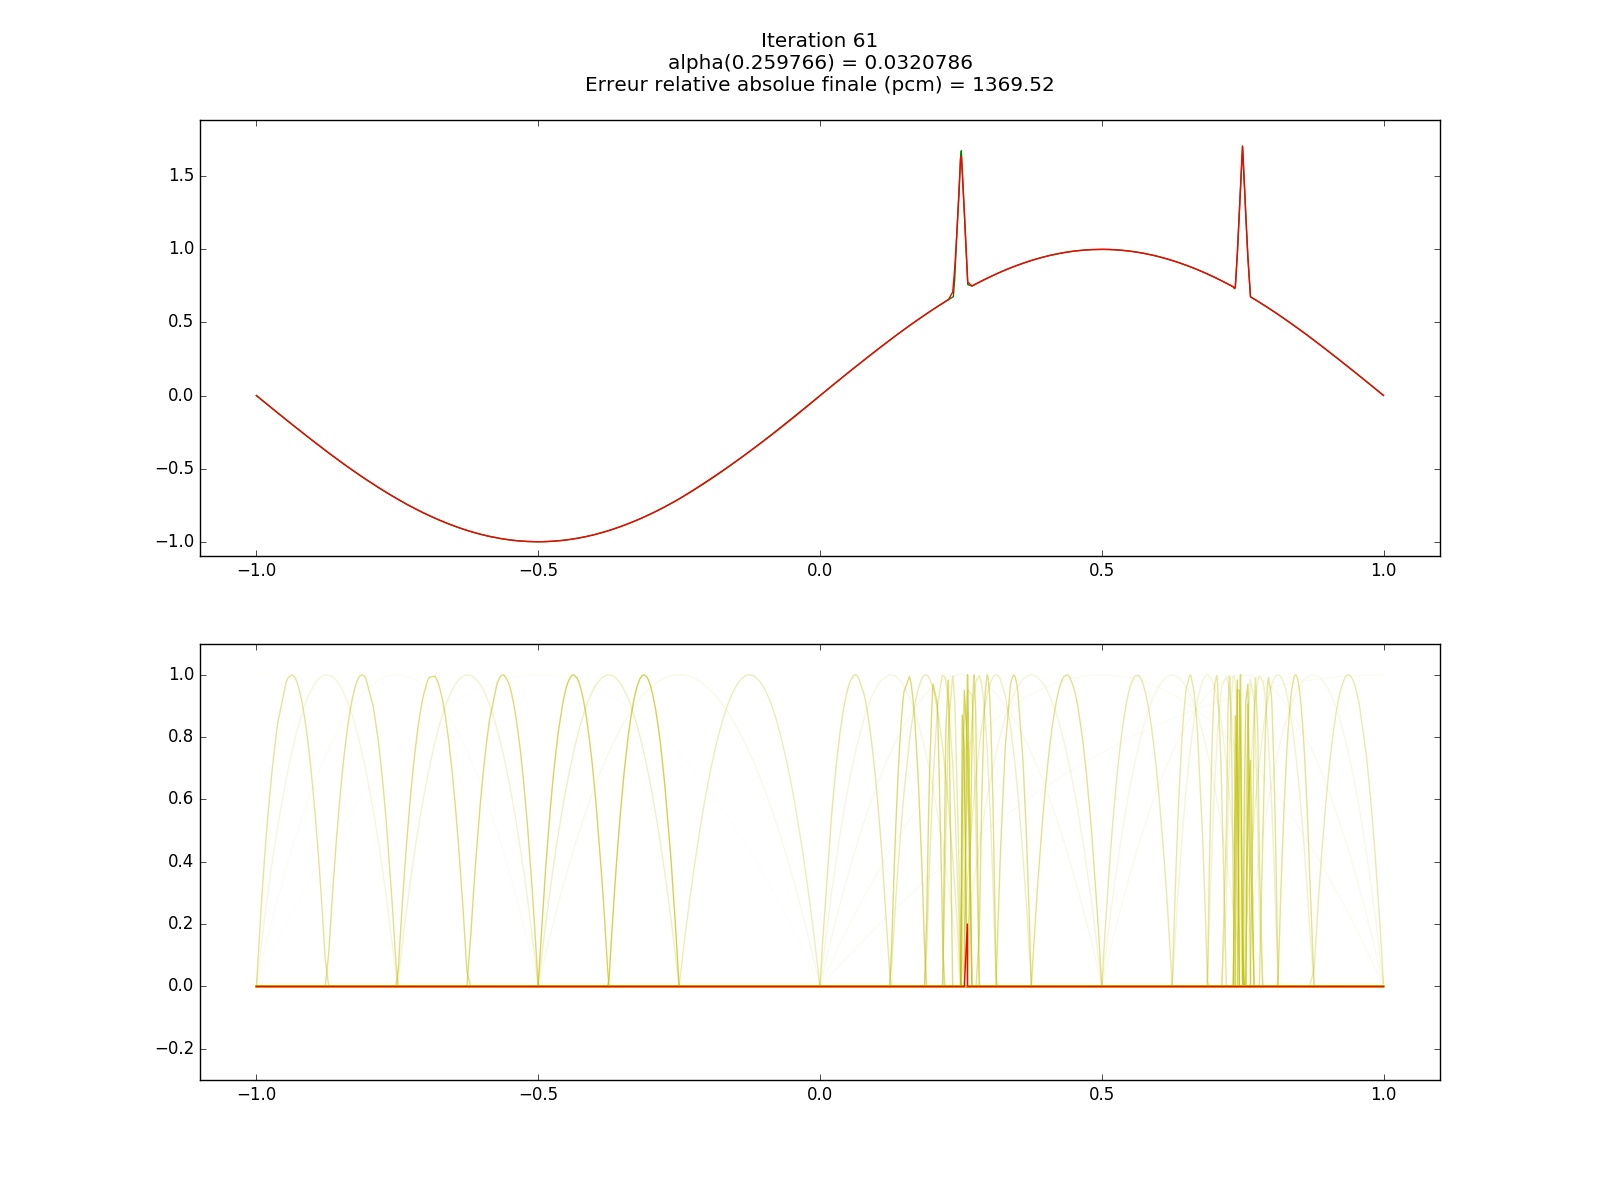 Iteration 61
alpha(0.259766) = 0.0320786
Erreur relative absolue finale (pcm) = 1369.52
1.5
1.0
0.5
0.0
−0.5
−1.0
−1.0 −0.5 0.0 0.5 1.0
1.0
0.8
0.6
0.4
0.2
0.0
−0.2
−1.0 −0.5 0.0 0.5 1.0